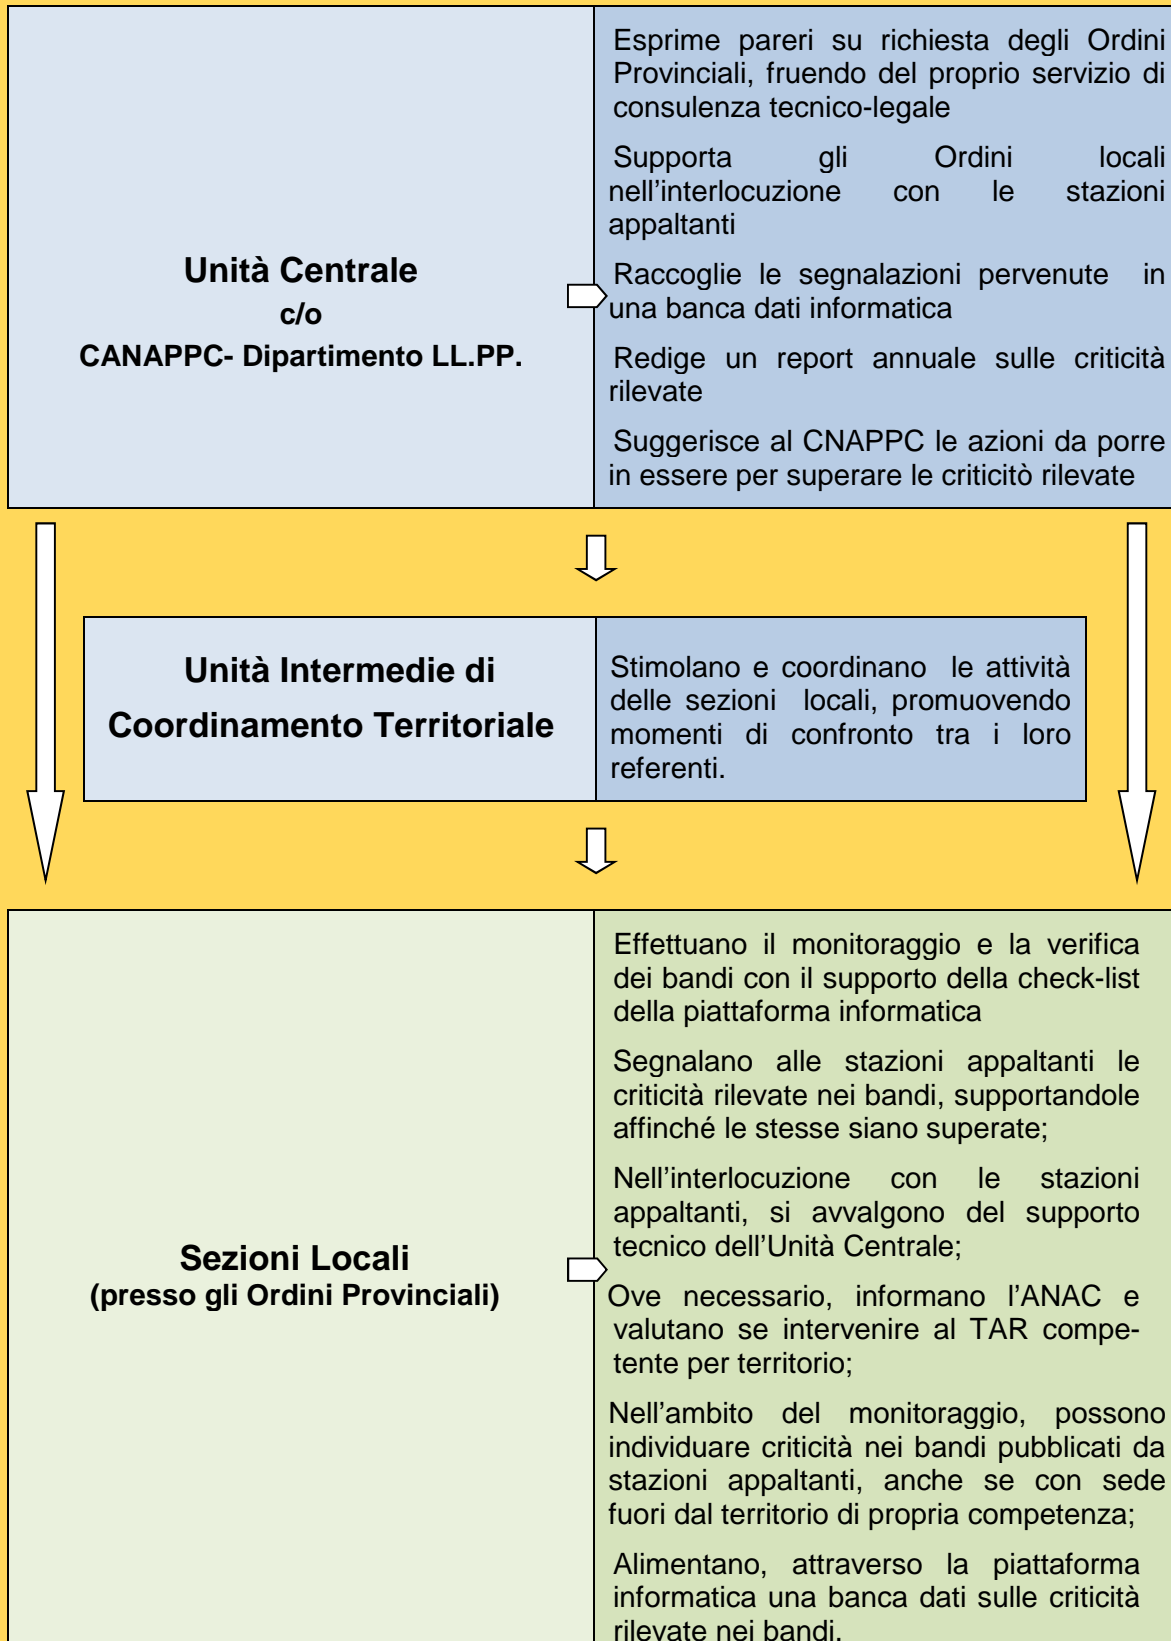 Unità Centrale
c/o
CANAPPC- Dipartimento LL.PP.
Esprime pareri su richiesta degli Ordini
Provinciali, fruendo del proprio servizio di
consulenza tecnico-legale
Supporta gli Ordini locali
nell’interlocuzione con le stazioni
appaltanti
Raccoglie le segnalazioni pervenute in
una banca dati informatica
Redige un report annuale sulle criticità
rilevate
Suggerisce al CNAPPC le azioni da porre
in essere per superare le criticitò rilevate
Unità Intermedie di
Coordinamento Territoriale
Stimolano e coordinano le attività
delle sezioni locali, promuovendo
momenti di confronto tra i loro
referenti.
Sezioni Locali
(presso gli Ordini Provinciali)
Effettuano il monitoraggio e la verifica
dei bandi con il supporto della check-list
della piattaforma informatica
Segnalano alle stazioni appaltanti le
criticità rilevate nei bandi, supportandole
affinché le stesse siano superate;
Nell’interlocuzione con le stazioni
appaltanti, si avvalgono del supporto
tecnico dell’Unità Centrale;
Ove necessario, informano l’ANAC e
valutano se intervenire al TAR compe-
tente per territorio;
Nell’ambito del monitoraggio, possono
individuare criticità nei bandi pubblicati da
stazioni appaltanti, anche se con sede
fuori dal territorio di propria competenza;
Alimentano, attraverso la piattaforma
informatica una banca dati sulle criticità
rilevate nei bandi.